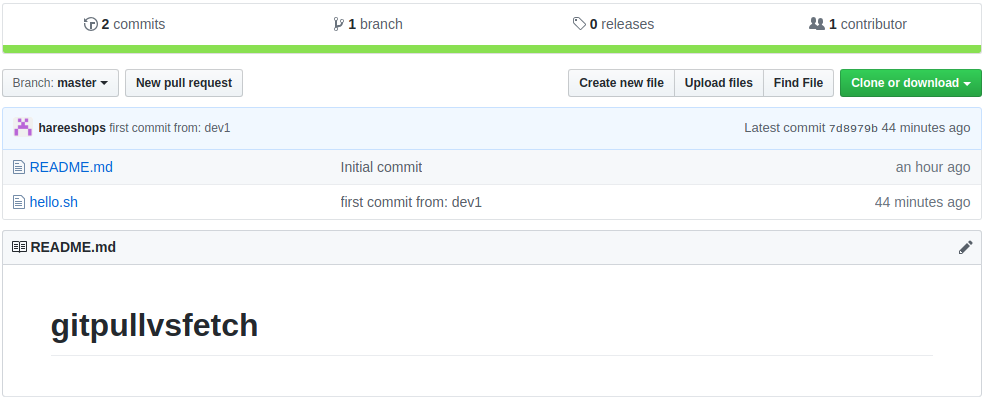 2 commits 1 branch 0 releases 1 contributor
Branch: master New pull request Create new file Upload files Find File Clone or download
hareeshops first commit from: dev1 Latest commit 7d8979b 44 minutes ago
README.md Initial commit an hour ago
hello.sh first commit from: dev1 44 minutes ago
README.md
gitpullvsfetch